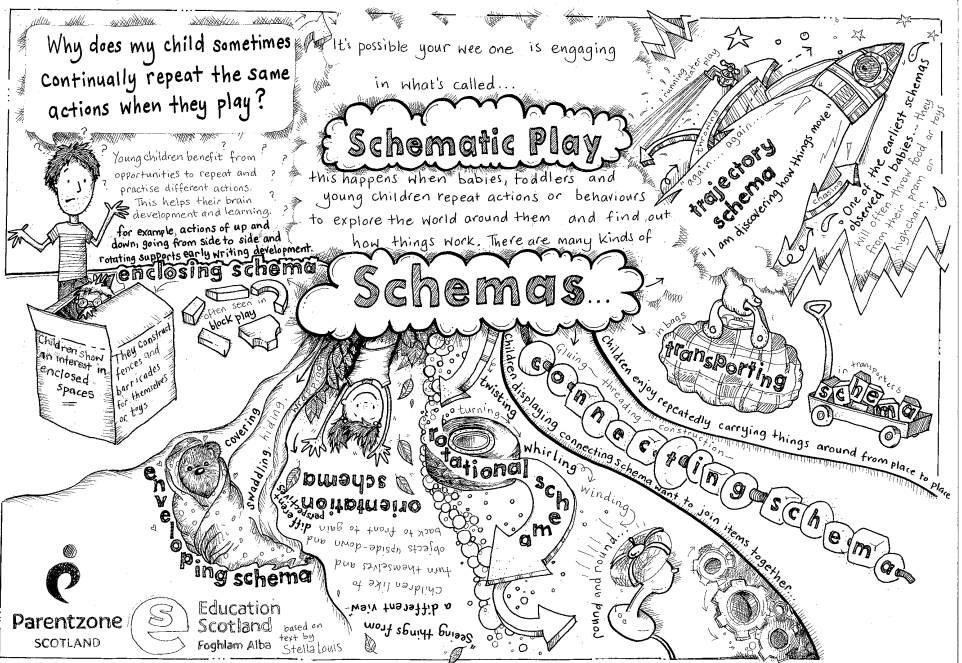 Why does my child sometimes
continually repeat the same
actions when they play?
Young children benefit from
opportunities to repeat and
practise different actions.
This helps their brain
development and learning.
for example, actions of up and
down, going from side to side and
rotating supports early writing development.
It's possible your wee one is engaging
in what's called...
Schematic Play
this happens when babies, toddlers and
young children repeat actions or behaviours
to explore the world around them and find out
how things work. There are many kinds of
Schemas...
running water play
throwing
"again... again...
trajectory
schema
"I am discovering how things move"
One of the earliest schemas
observed in babies... they
will often throw food or toys
from their pram or
highchair.
enclosing schema
often seen in
block play
Children show
an interest in
enclosed
spaces
They construct
fences and
barricades
for themselves
or toys
enveloping schema
covering
swaddling,
hiding,
orientation
schema
"Seeing things from
a different view-
Children like to
turn themselves and
objects upside-down and
back to front to gain
different
perspectives
twisting
turning
rotational schema
whirling
winding
round and round...
Children displaying connecting schema want to join items together...
connecting schema
gluing
threading
construction
in bags
transporting
Children enjoy repeatedly carrying things around from place to place
in transporters
schema
Parentzone
SCOTLAND
Education
Scotland
Foghlam Alba
based on
text by
Stella Louis